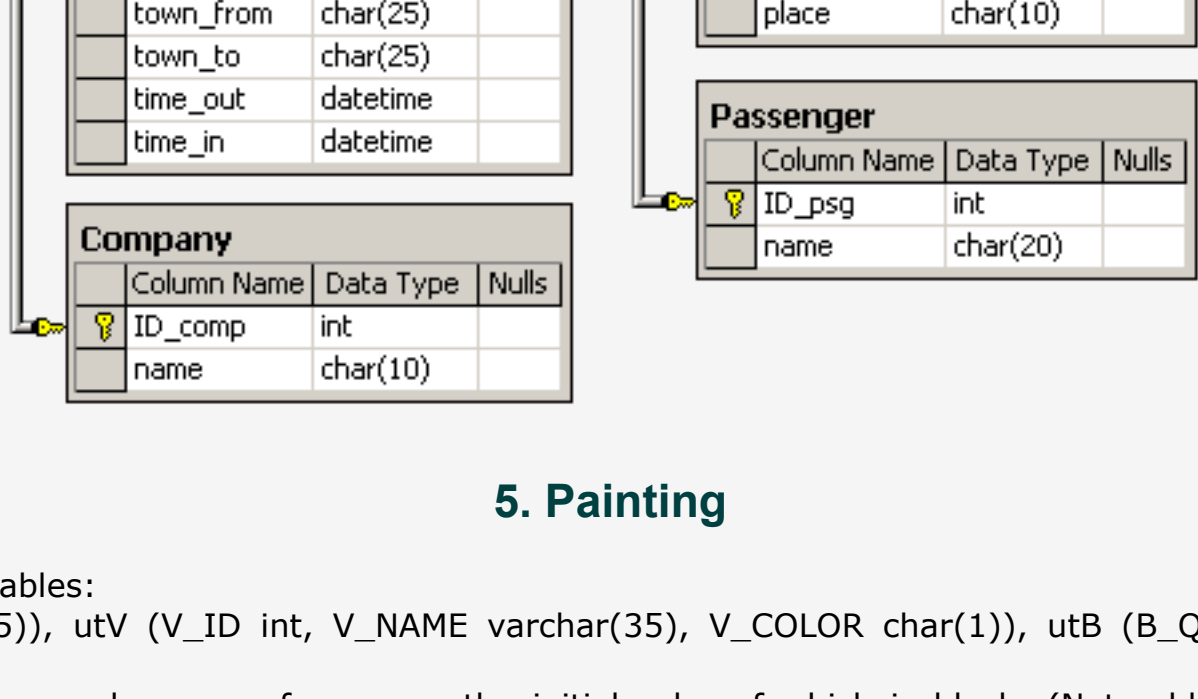 town_from char(25)
town_to char(25)
time_out datetime
time_in datetime
place char(10)
Passenger
Column Name Data Type Nulls
ID_psg int
name char(20)
Company
Column Name Data Type Nulls
ID_comp int
name char(10)
5. Painting
ables:
5)), utV (V_ID int, V_NAME varchar(35), V_COLOR char(1)), utB (B_Q